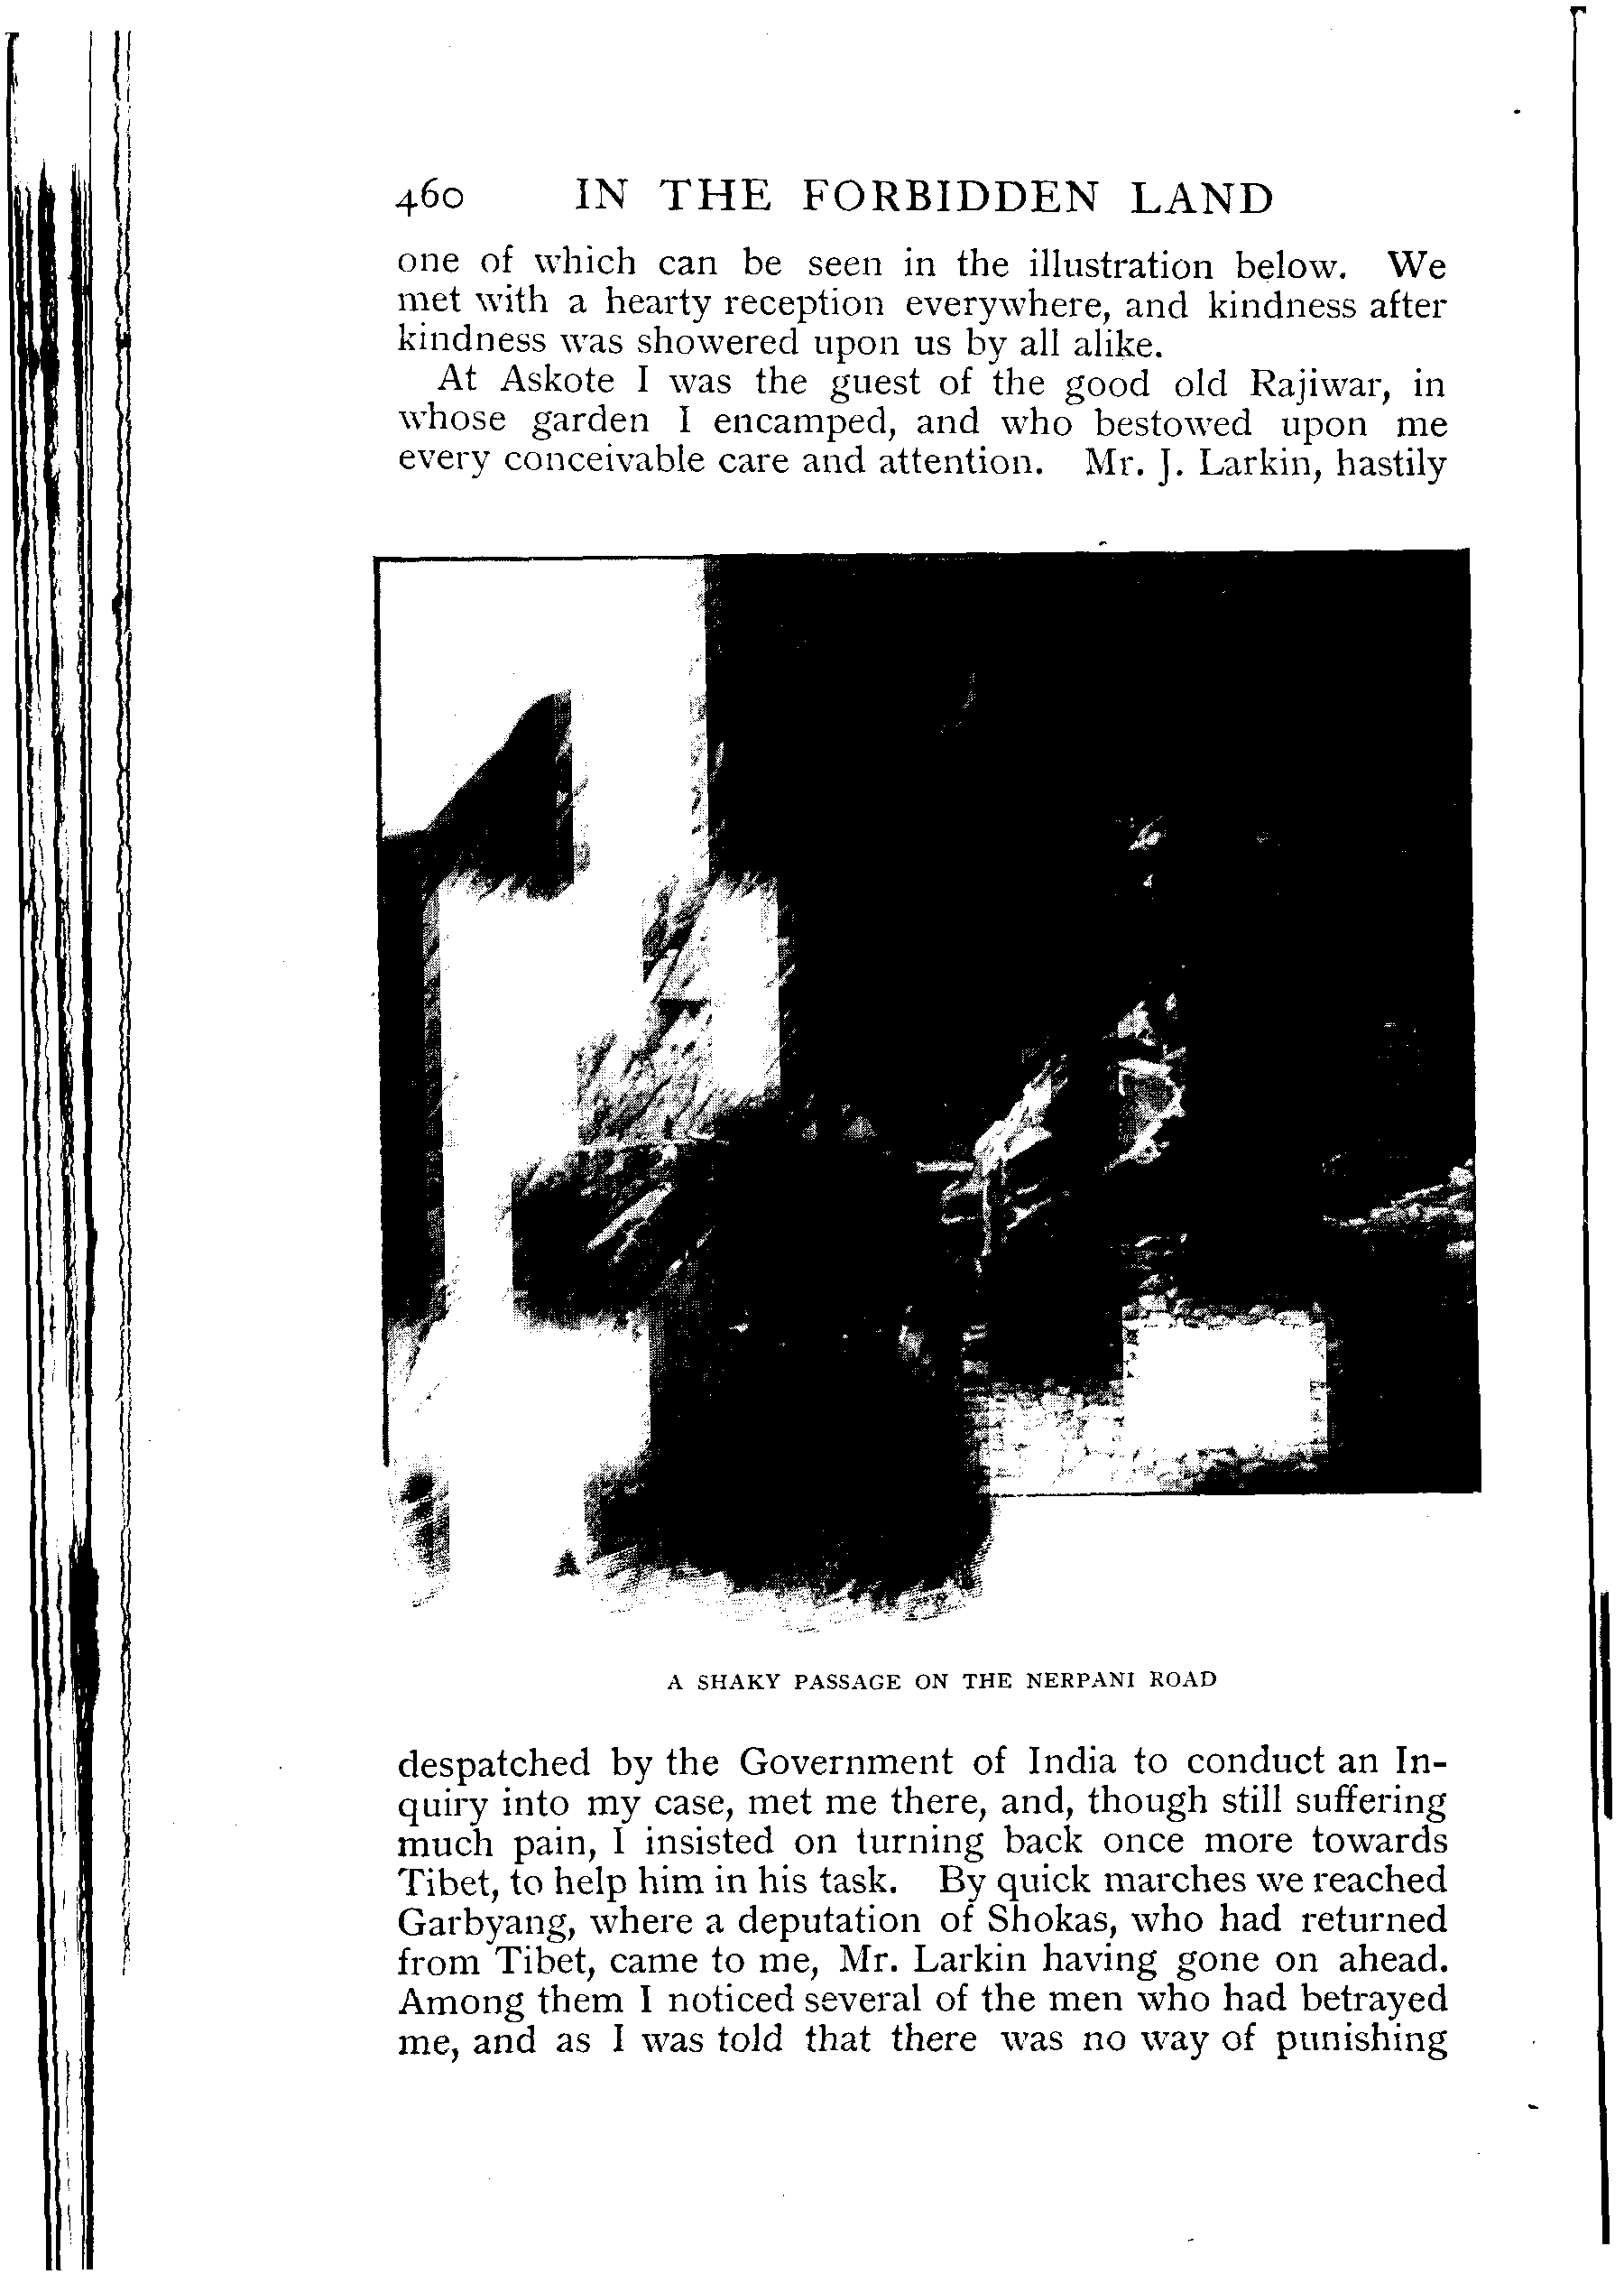 460 IN THE FORBIDDEN LAND
one of which can be seen in the illustration below. We
met with a hearty reception everywhere, and kindness after
kindness was showered upon us by all alike.
At Askote I was the guest of the good old Rajiwar, in
whose garden I encamped, and who bestowed upon me
every conceivable care and attention. Mr. J. Larkin, hastily
A SHAKY PASSAGE ON THE NERPANI ROAD
despatched by the Government of India to conduct an In-
quiry into my case, met me there, and, though still suffering
much pain, I insisted on turning back once more towards
Tibet, to help him in his task. By quick marches we reached
Garbyang, where a deputation of Shokas, who had returned
from Tibet, came to me, Mr. Larkin having gone on ahead.
Among them I noticed several of the men who had betrayed
me, and as I was told that there was no way of punishing